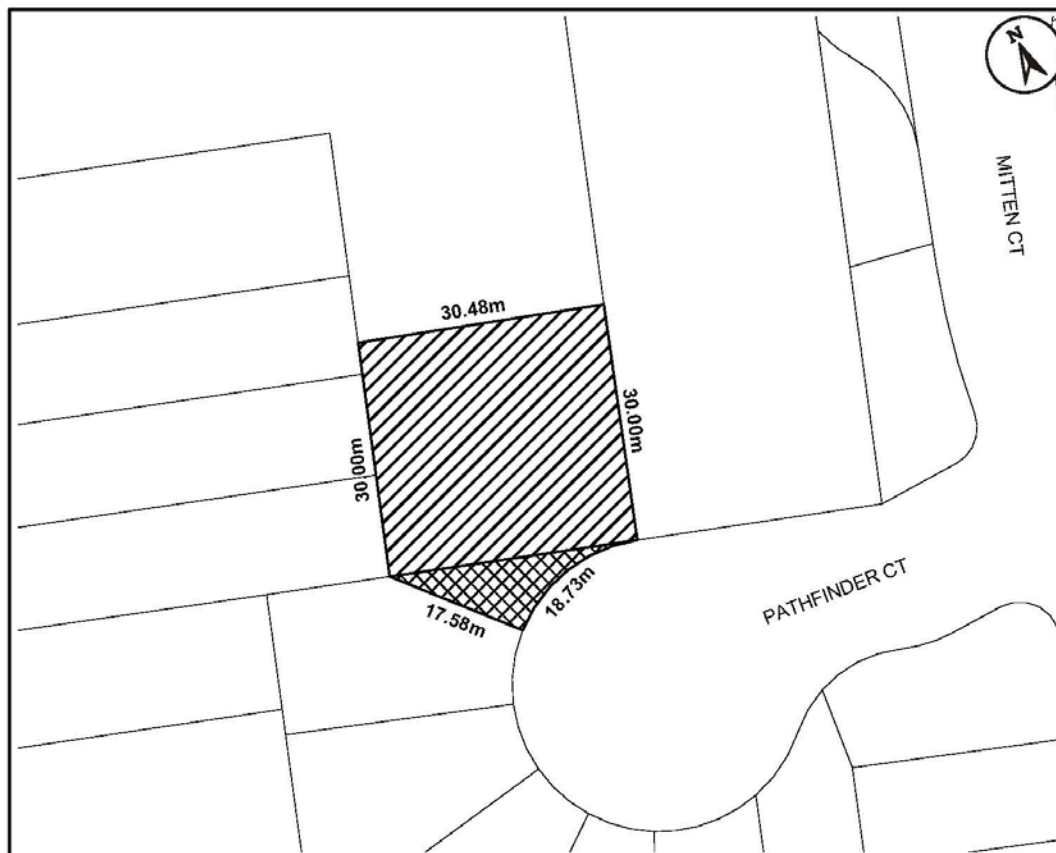 N
MITTEN CT
30.48m
30.00m
30.00m
17.58m
18.73m
PATHFINDER CT